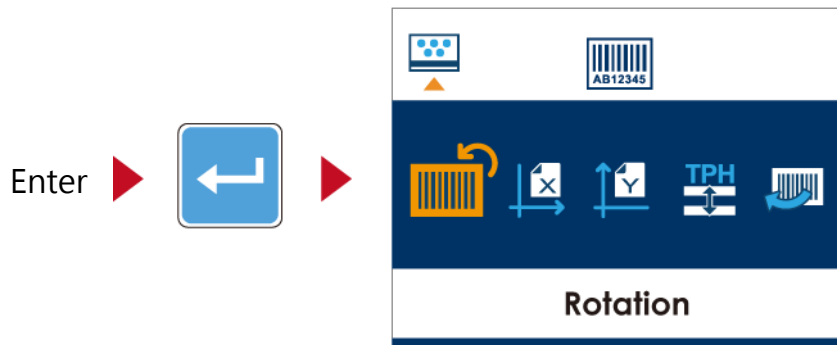 Enter
AB12345
X
Y
TPH
Rotation